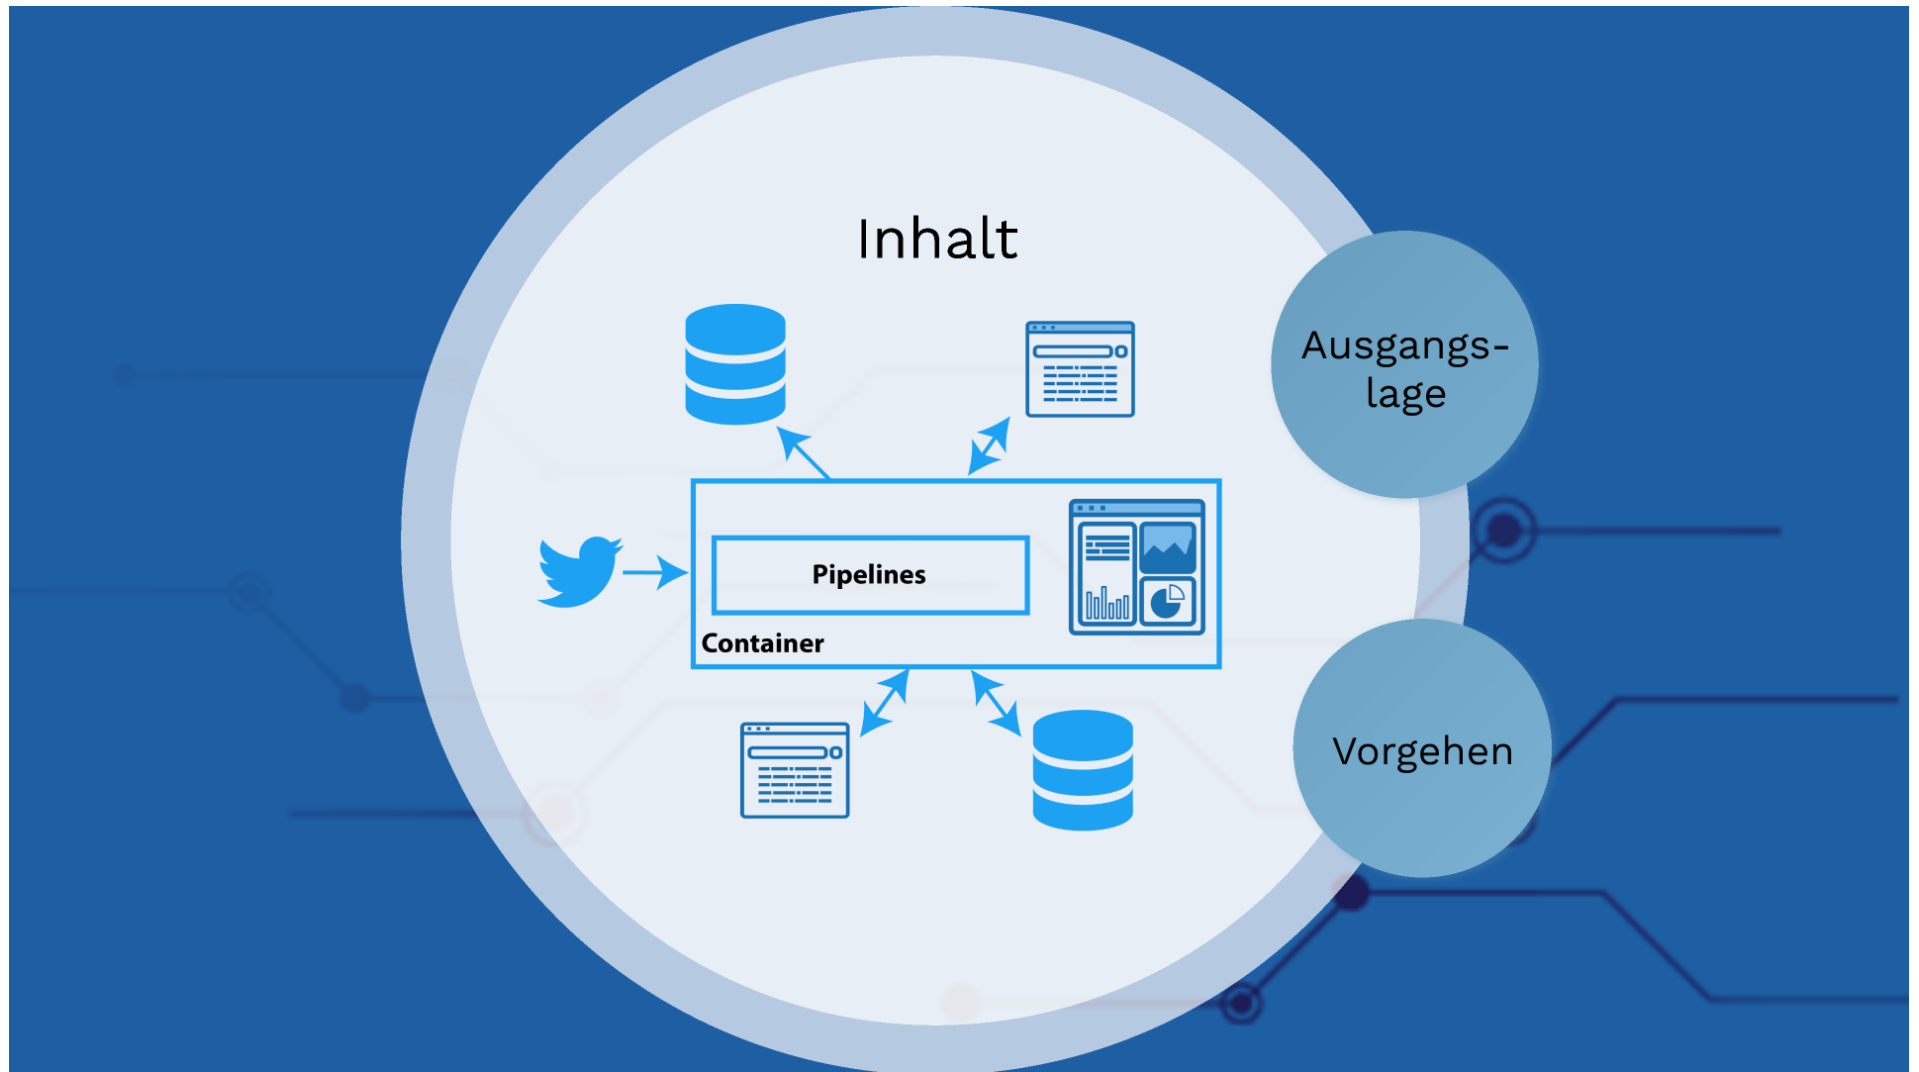 Inhalt
Ausgangs-
lage
Pipelines
Container
Vorgehen